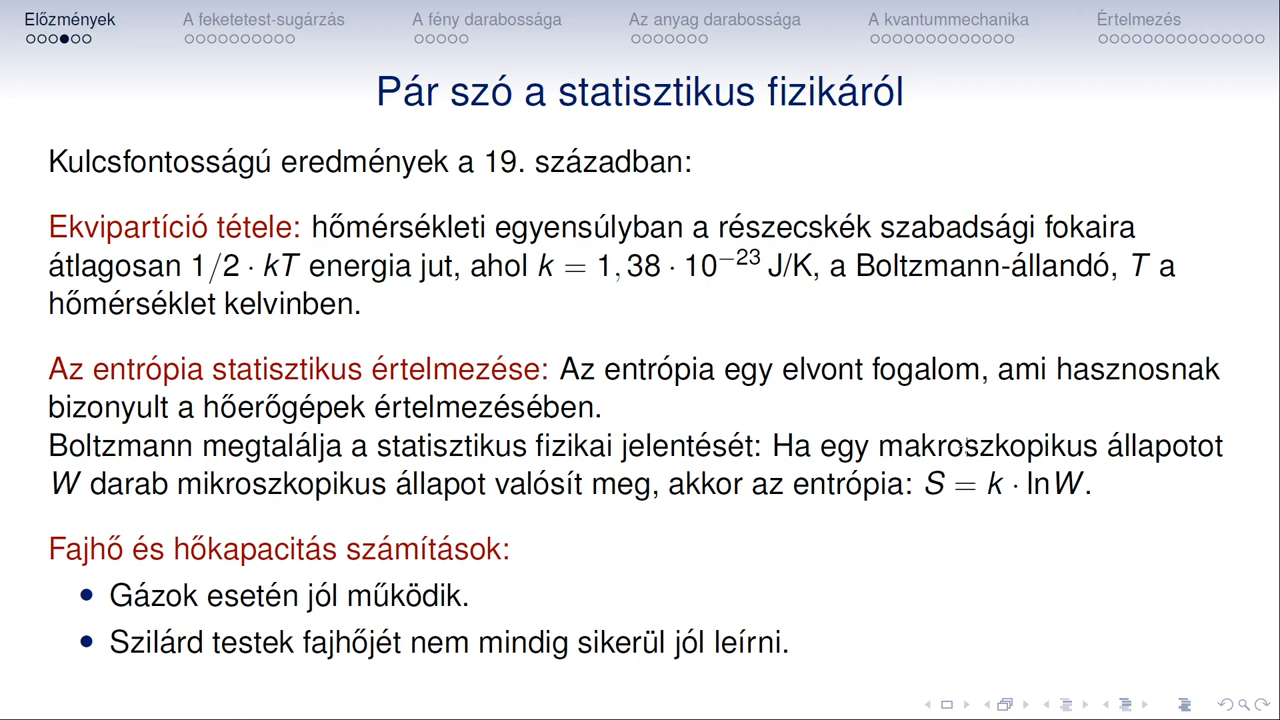 Előzmények A feketetest-sugárzás A fény darabossága Az anyag darabossága A kvantummechanika Értelmezés
Pár szó a statisztikus fizikáról
Kulcsfontosságú eredmények a 19. században:
Ekvipartíció tétele: hőmérsékleti egyensúlyban a részecskék szabadsági fokaira
átlagosan 1/2 · kT energia jut, ahol k = 1, 38 · 10⁻²³ J/K, a Boltzmann-állandó, T a
hőmérséklet kelvinben.
Az entrópia statisztikus értelmezése: Az entrópia egy elvont fogalom, ami hasznosnak
bizonyult a hőerőgépek értelmezésében.
Boltzmann megtalálja a statisztikus fizikai jelentését: Ha egy makroszkopikus állapotot
W darab mikroszkopikus állapot valósít meg, akkor az entrópia: S = k · lnW.
Fajhő és hőkapacitás számítások:
• Gázok esetén jól működik.
• Szilárd testek fajhőjét nem mindig sikerül jól leírni.